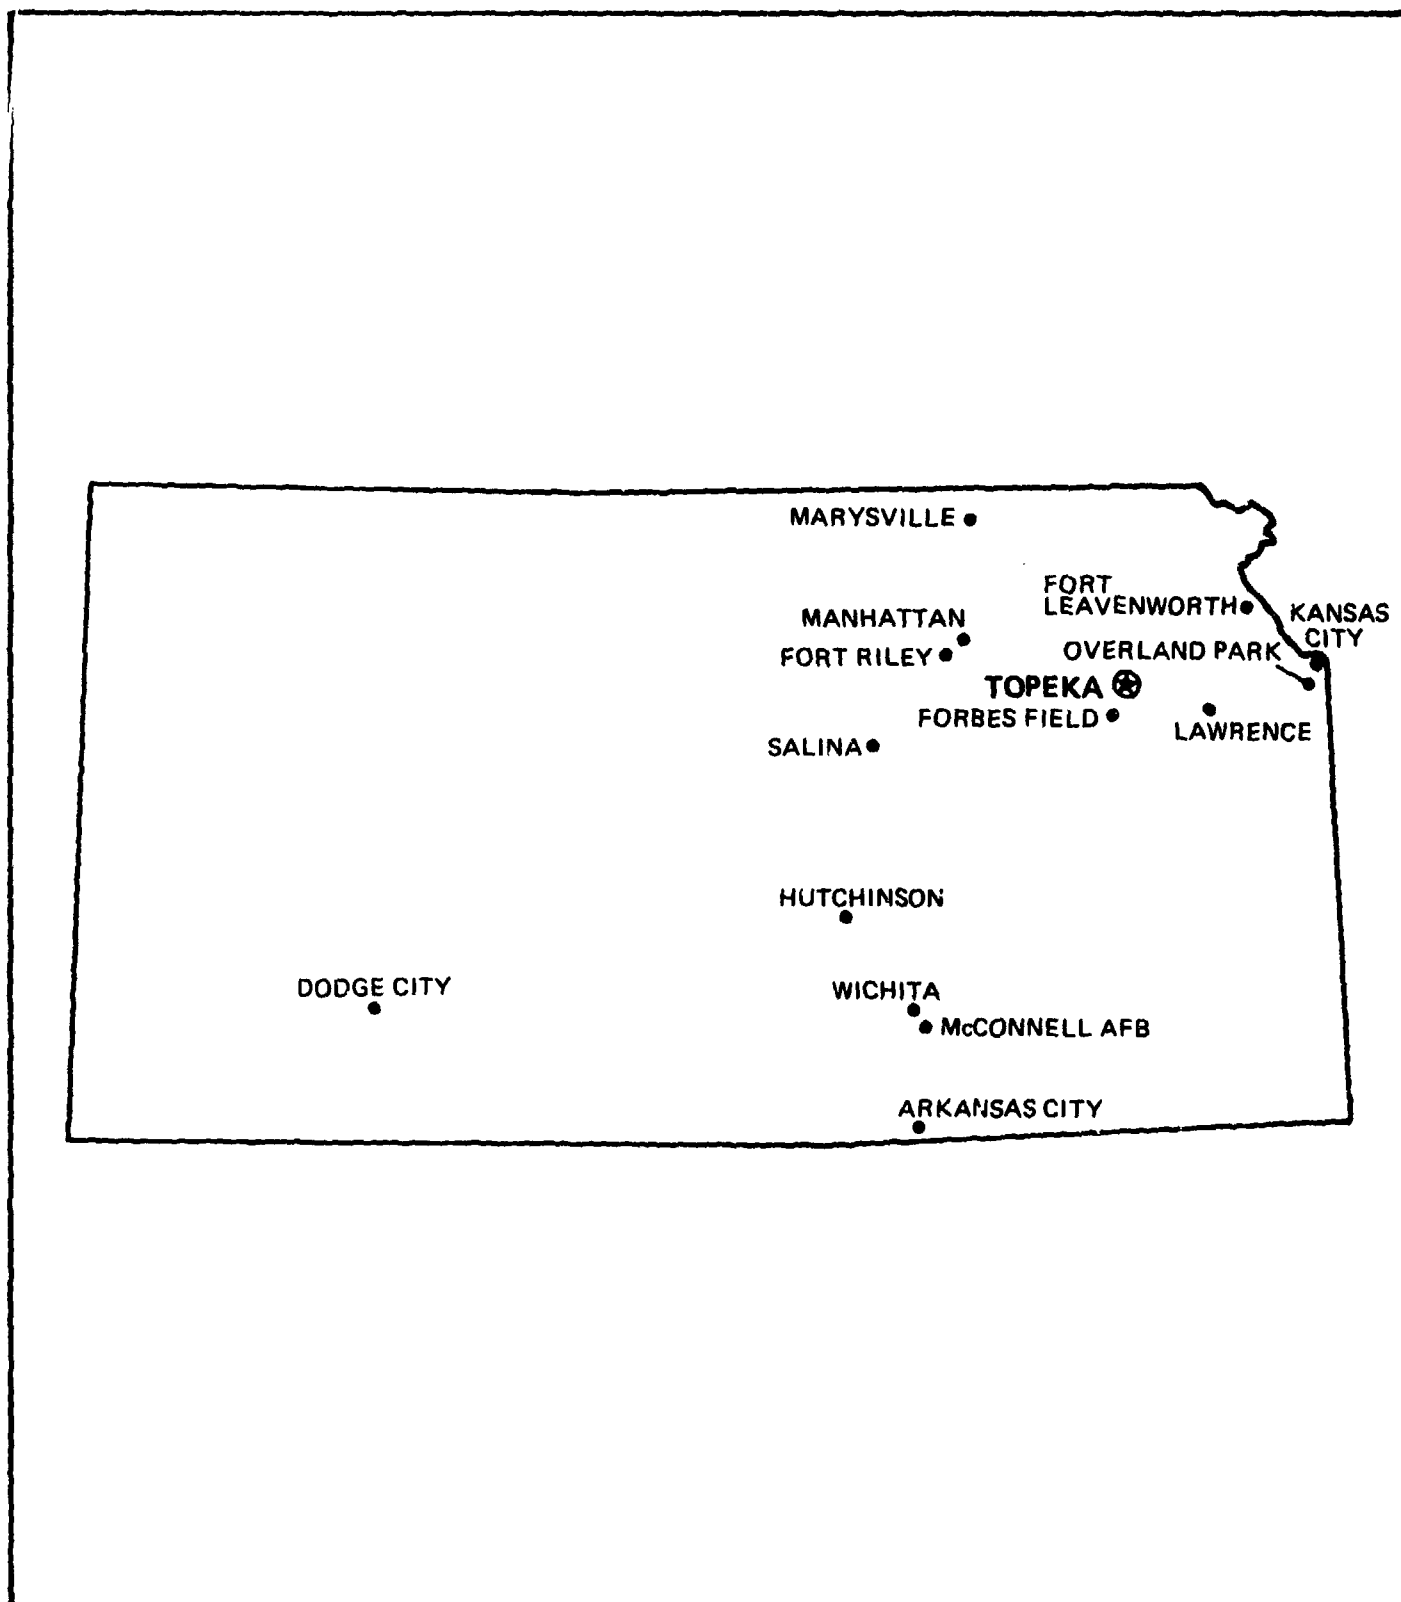 MARYSVILLE
FORT
LEAVENWORTH
KANSAS
CITY
MANHATTAN
FORT RILEY
OVERLAND PARK
TOPEKA
FORBES FIELD
LAWRENCE
SALINA
HUTCHINSON
DODGE CITY
WICHITA
McCONNELL AFB
ARKANSAS CITY